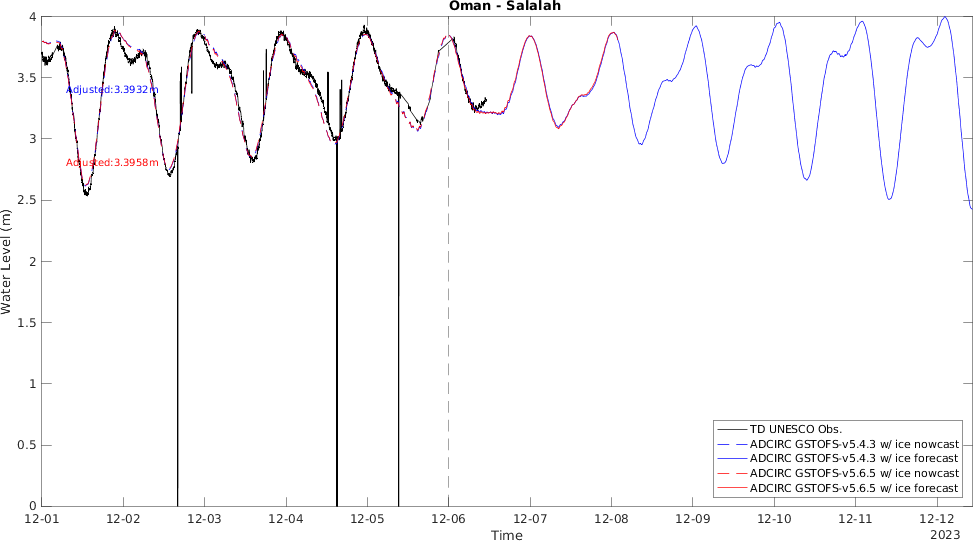 Oman - Salalah
Water Level (m)
4
3.5
3
2.5
2
1.5
1
0.5
0
Adjusted:3.3932m
Adjusted:3.3958m
TD UNESCO Obs.
ADCIRC GSTOFS-v5.4.3 w/ ice nowcast
ADCIRC GSTOFS-v5.4.3 w/ ice forecast
ADCIRC GSTOFS-v5.6.5 w/ ice nowcast
ADCIRC GSTOFS-v5.6.5 w/ ice forecast
12-01 12-02 12-03 12-04 12-05 12-06 12-07 12-08 12-09 12-10 12-11 12-12
Time
2023